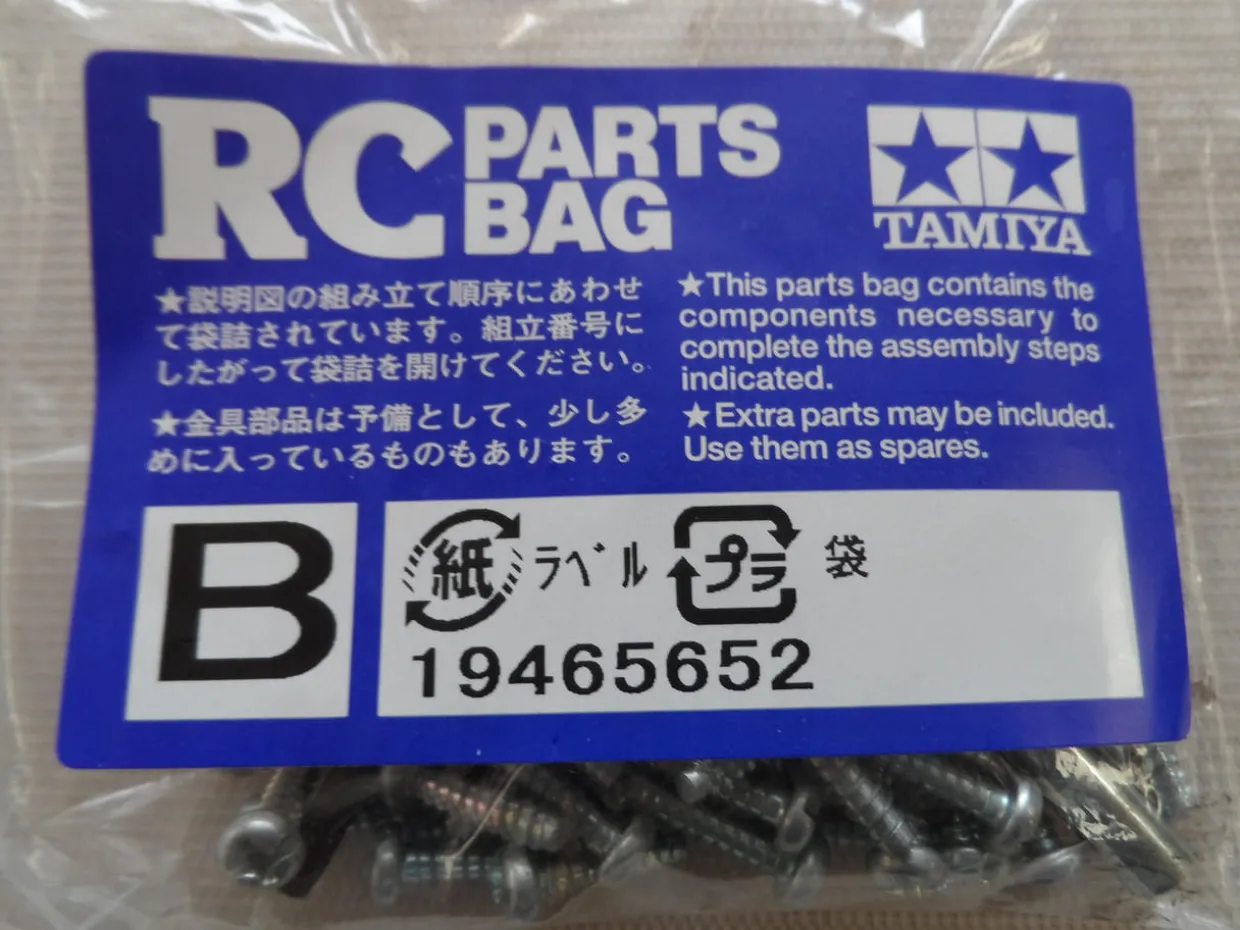 RC PARTS BAG
TAMIYA
★説明図の組み立て順序にあわせ
て袋詰されています。組立番号に
したがって袋詰を開けてください。
★金具部品は予備として、少し多
めに入っているものもあります。
★This parts bag contains the
components necessary to
complete the assembly steps
indicated.
★Extra parts may be included.
Use them as spares.
B
紙 ラベル プラ 袋
19465652